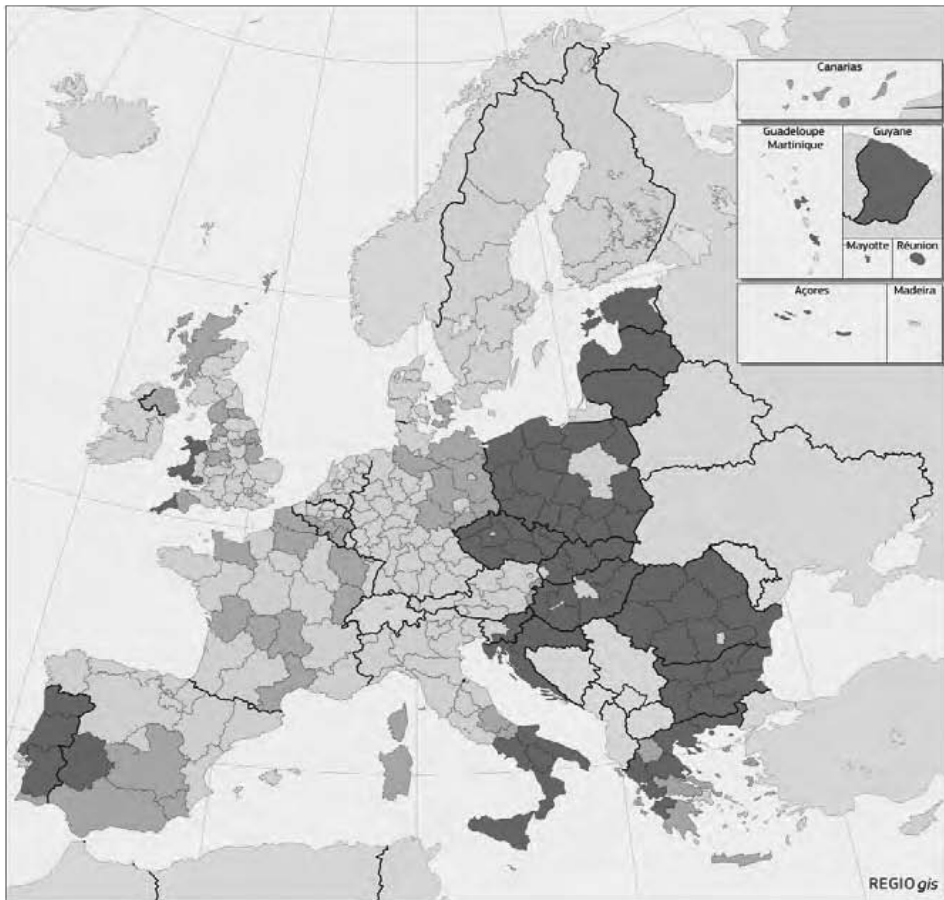 Canarias
Guadeloupe
Martinique
Guyane
Mayotte
Réunion
Açores
Madeira
REGIOgis